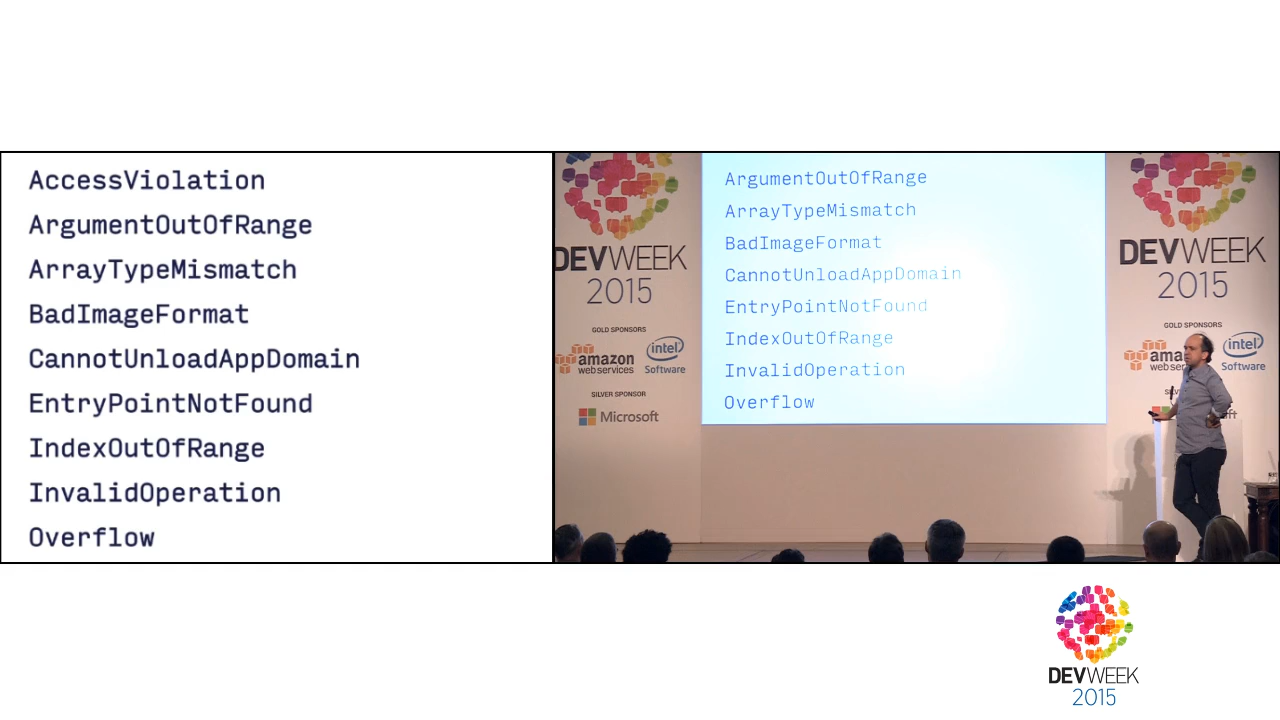 AccessViolation
ArgumentOutOfRange
ArrayTypeMismatch
BadImageFormat
CannotUnloadAppDomain
EntryPointNotFound
IndexOutOfRange
InvalidOperation
Overflow
DEVWEEK
2015
GOLD SPONSORS
amazon
web services
intel
Software
SILVER SPONSOR
Microsoft
ArgumentOutOfRange
ArrayTypeMismatch
BadImageFormat
CannotUnloadAppDomain
EntryPointNotFound
IndexOutOfRange
InvalidOperation
Overflow
DEVWEEK
2015
GOLD SPONSORS
intel
Software
DEVWEEK
2015